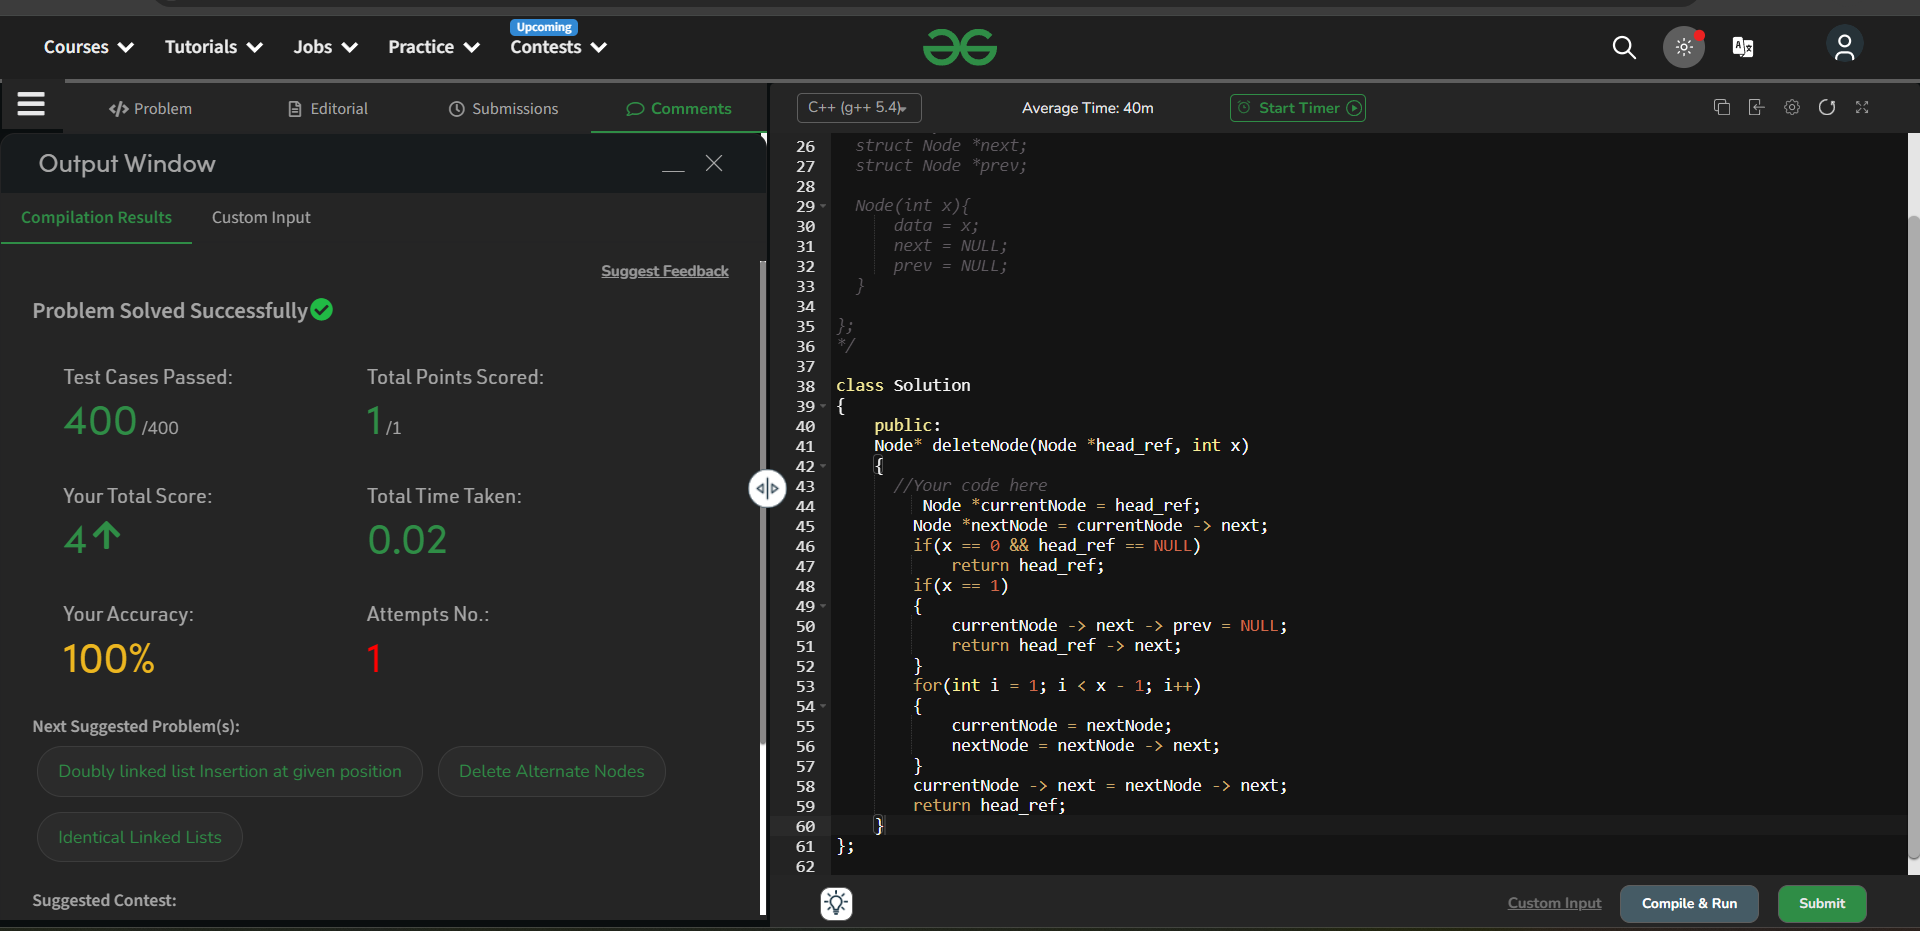 Upcoming
Courses Tutorials Jobs Practice Contests
Problem Editorial Submissions Comments
C++ (g++ 5.4) Average Time: 40m Start Timer
Output Window
Compilation Results Custom Input
Suggest Feedback
Problem Solved Successfully
Test Cases Passed: Total Points Scored:
400 /400 1 /1
Your Total Score: Total Time Taken:
4 0.02
Your Accuracy: Attempts No.:
100% 1
Next Suggested Problem(s):
Doubly linked list Insertion at given position Delete Alternate Nodes
Identical Linked Lists
Suggested Contest:
26 struct Node *next;
27 struct Node *prev;
28
29 Node(int x){
30 data = x;
31 next = NULL;
32 prev = NULL;
33 }
34
35 };
36 */
37
38 class Solution
39 {
40 public:
41 Node* deleteNode(Node *head_ref, int x)
42 {
43 //Your code here
44 Node *currentNode = head_ref;
45 Node *nextNode = currentNode -> next;
46 if(x == 0 && head_ref == NULL)
47 return head_ref;
48 if(x == 1)
49 {
50 currentNode -> next -> prev = NULL;
51 return head_ref -> next;
52 }
53 for(int i = 1; i < x - 1; i++)
54 {
55 currentNode = nextNode;
56 nextNode = nextNode -> next;
57 }
58 currentNode -> next = nextNode -> next;
59 return head_ref;
60 }
61 };
62
Custom Input Compile & Run Submit